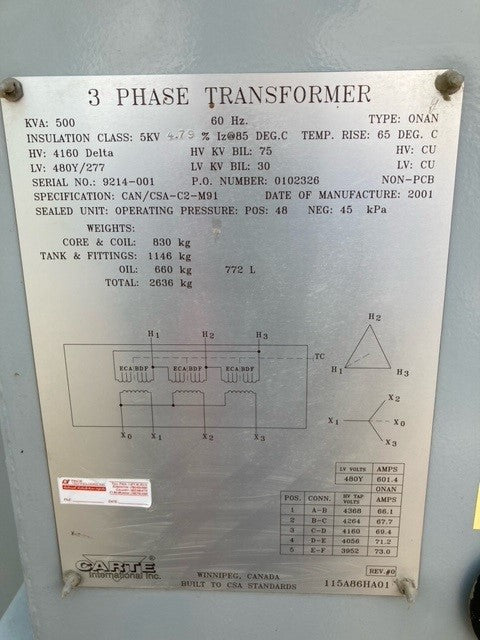 3 PHASE TRANSFORMER
KVA: 500 60 Hz. TYPE: ONAN
INSULATION CLASS: 5KV 4.79 % Iz@85 DEG.C TEMP. RISE: 65 DEG. C
HV: 4160 Delta HV KV BIL: 75 HV: CU
LV: 480Y/277 LV KV BIL: 30 LV: CU
SERIAL NO.: 9214-001 P.O. NUMBER: 0102326 NON-PCB
SPECIFICATION: CAN/CSA-C2-M91 DATE OF MANUFACTURE: 2001
SEALED UNIT: OPERATING PRESSURE: POS: 48 NEG: 45 kPa
WEIGHTS:
CORE & COIL: 830 kg
TANK & FITTINGS: 1146 kg
OIL: 660 kg 772 L
TOTAL: 2636 kg
H1 H2 H3
TC
ECA BDF ECA BDF ECA BDF
X0 X1 X2 X3
H2
H1 H3
X2
X1 X0
X3
LV VOLTS AMPS
480Y 601.4
ONAN
POS. CONN. HV TAP VOLTS AMPS
1 A-B 4368 66.1
2 B-C 4264 67.7
3 C-D 4160 69.4
4 D-E 4056 71.2
5 E-F 3952 73.0
CARTE
International Inc.
WINNIPEG, CANADA
BUILT TO CSA STANDARDS
REV.#0
115A86HA01